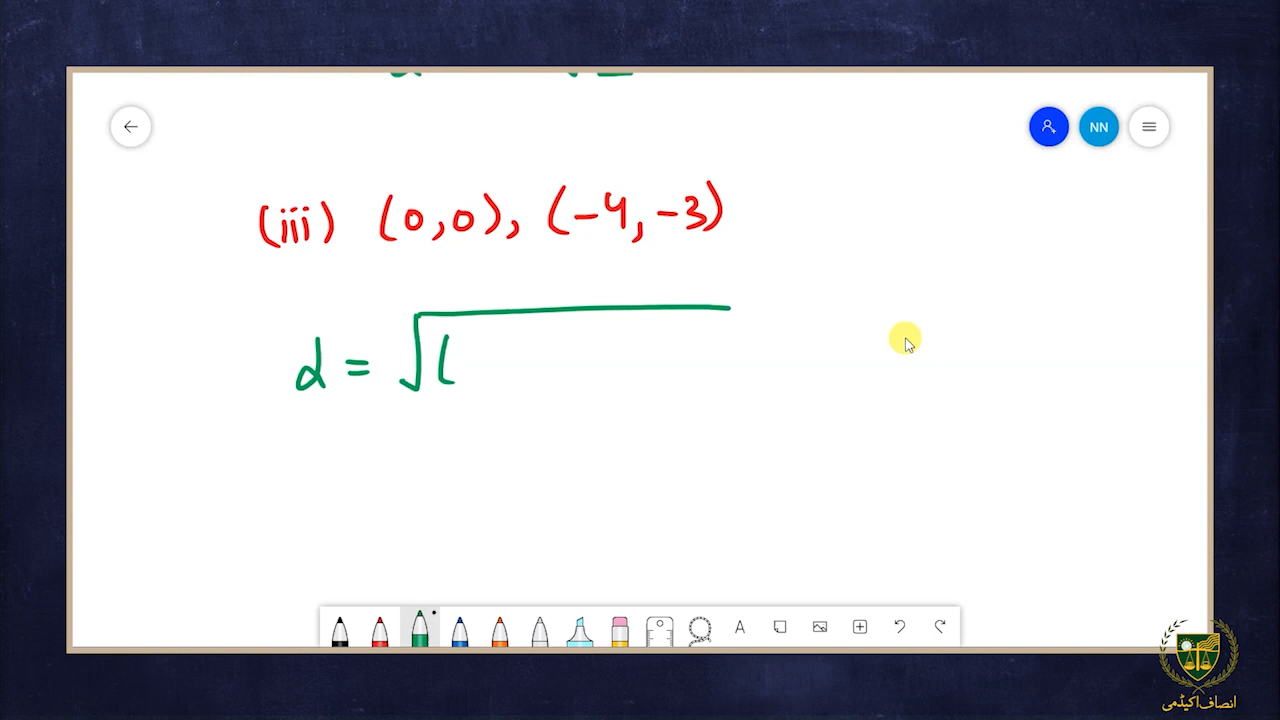 NN
(iii) (0,0), (-4,-3)
d = √(
A
انصاف اکیڈمی